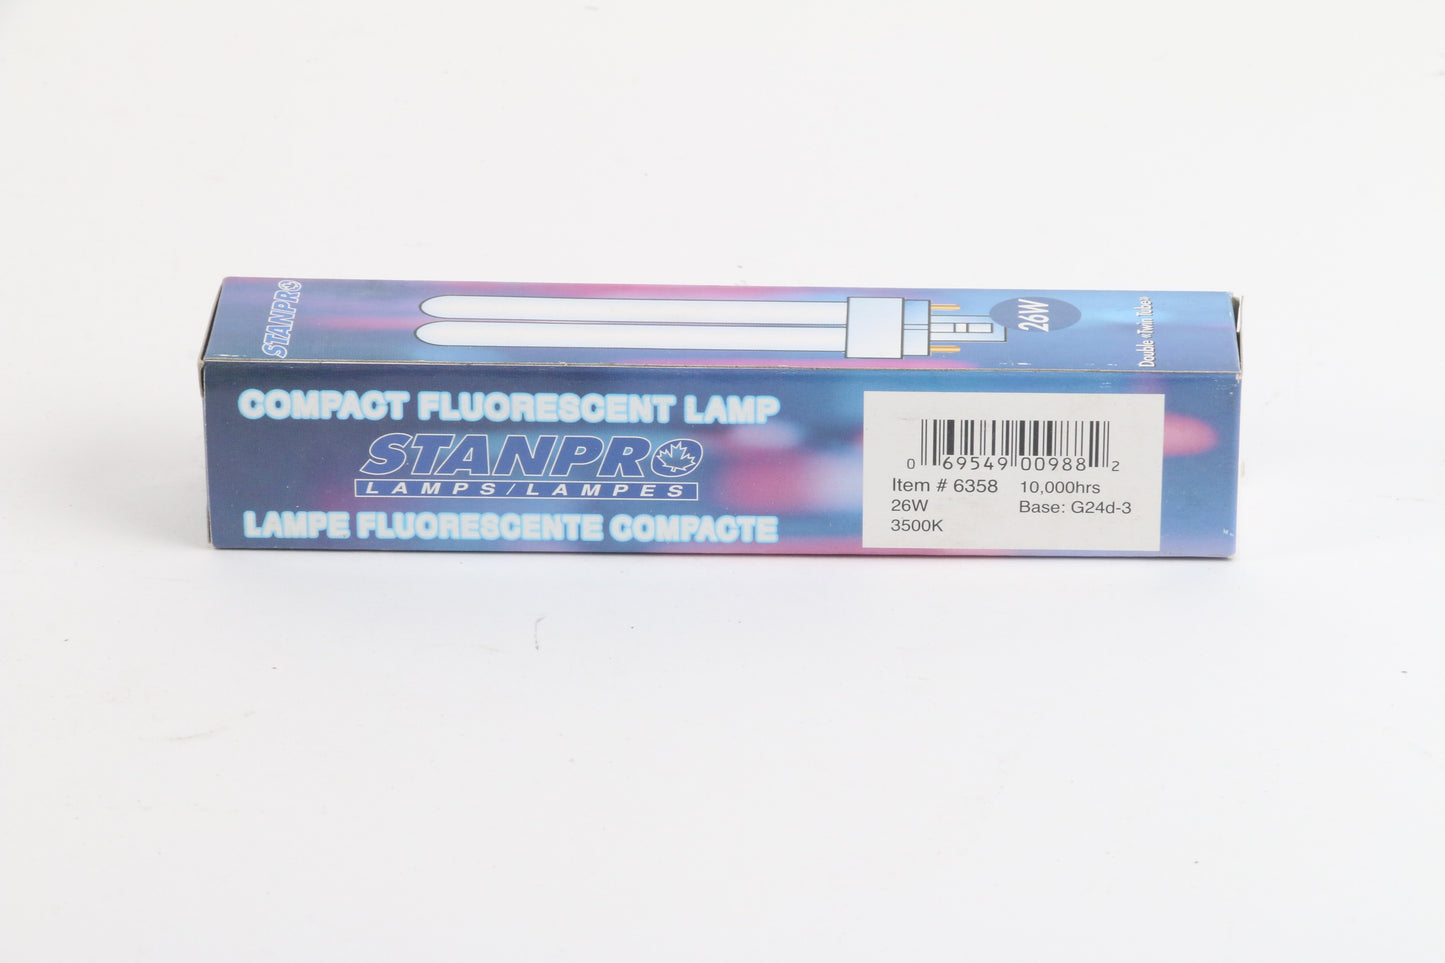 STANPRO
26W
Double «Twin Tube»
COMPACT FLUORESCENT LAMP
STANPRO
LAMPS/LAMPES
LAMPE FLUORESCENTE COMPACTE
0 69549 00988 2
Item # 6358 10,000hrs
26W Base: G24d-3
3500K